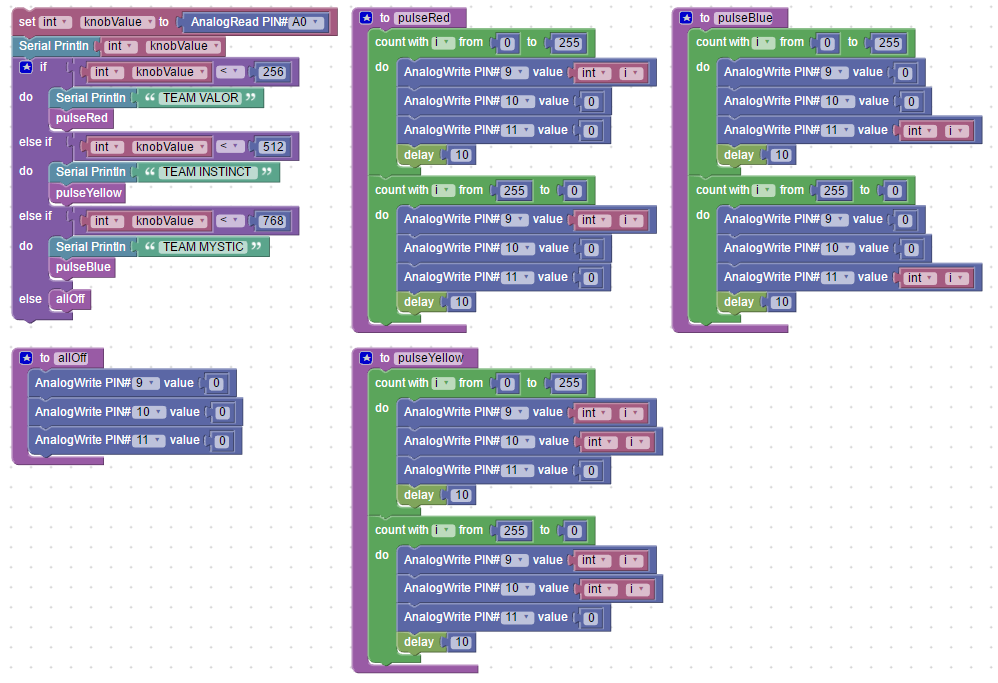 set int knobValue to AnalogRead PIN# A0
Serial Println int knobValue
if int knobValue < 256
do Serial Println “ TEAM VALOR ”
pulseRed
else if int knobValue < 512
do Serial Println “ TEAM INSTINCT ”
pulseYellow
else if int knobValue < 768
do Serial Println “ TEAM MYSTIC ”
pulseBlue
else allOff
to pulseRed
count with i from 0 to 255
do AnalogWrite PIN# 9 value int i
AnalogWrite PIN# 10 value 0
AnalogWrite PIN# 11 value 0
delay 10
count with i from 255 to 0
do AnalogWrite PIN# 9 value int i
AnalogWrite PIN# 10 value 0
AnalogWrite PIN# 11 value 0
delay 10
to pulseBlue
count with i from 0 to 255
do AnalogWrite PIN# 9 value 0
AnalogWrite PIN# 10 value 0
AnalogWrite PIN# 11 value int i
delay 10
count with i from 255 to 0
do AnalogWrite PIN# 9 value 0
AnalogWrite PIN# 10 value 0
AnalogWrite PIN# 11 value int i
delay 10
to allOff
AnalogWrite PIN# 9 value 0
AnalogWrite PIN# 10 value 0
AnalogWrite PIN# 11 value 0
to pulseYellow
count with i from 0 to 255
do AnalogWrite PIN# 9 value int i
AnalogWrite PIN# 10 value int i
AnalogWrite PIN# 11 value 0
delay 10
count with i from 255 to 0
do AnalogWrite PIN# 9 value int i
AnalogWrite PIN# 10 value int i
AnalogWrite PIN# 11 value 0
delay 10